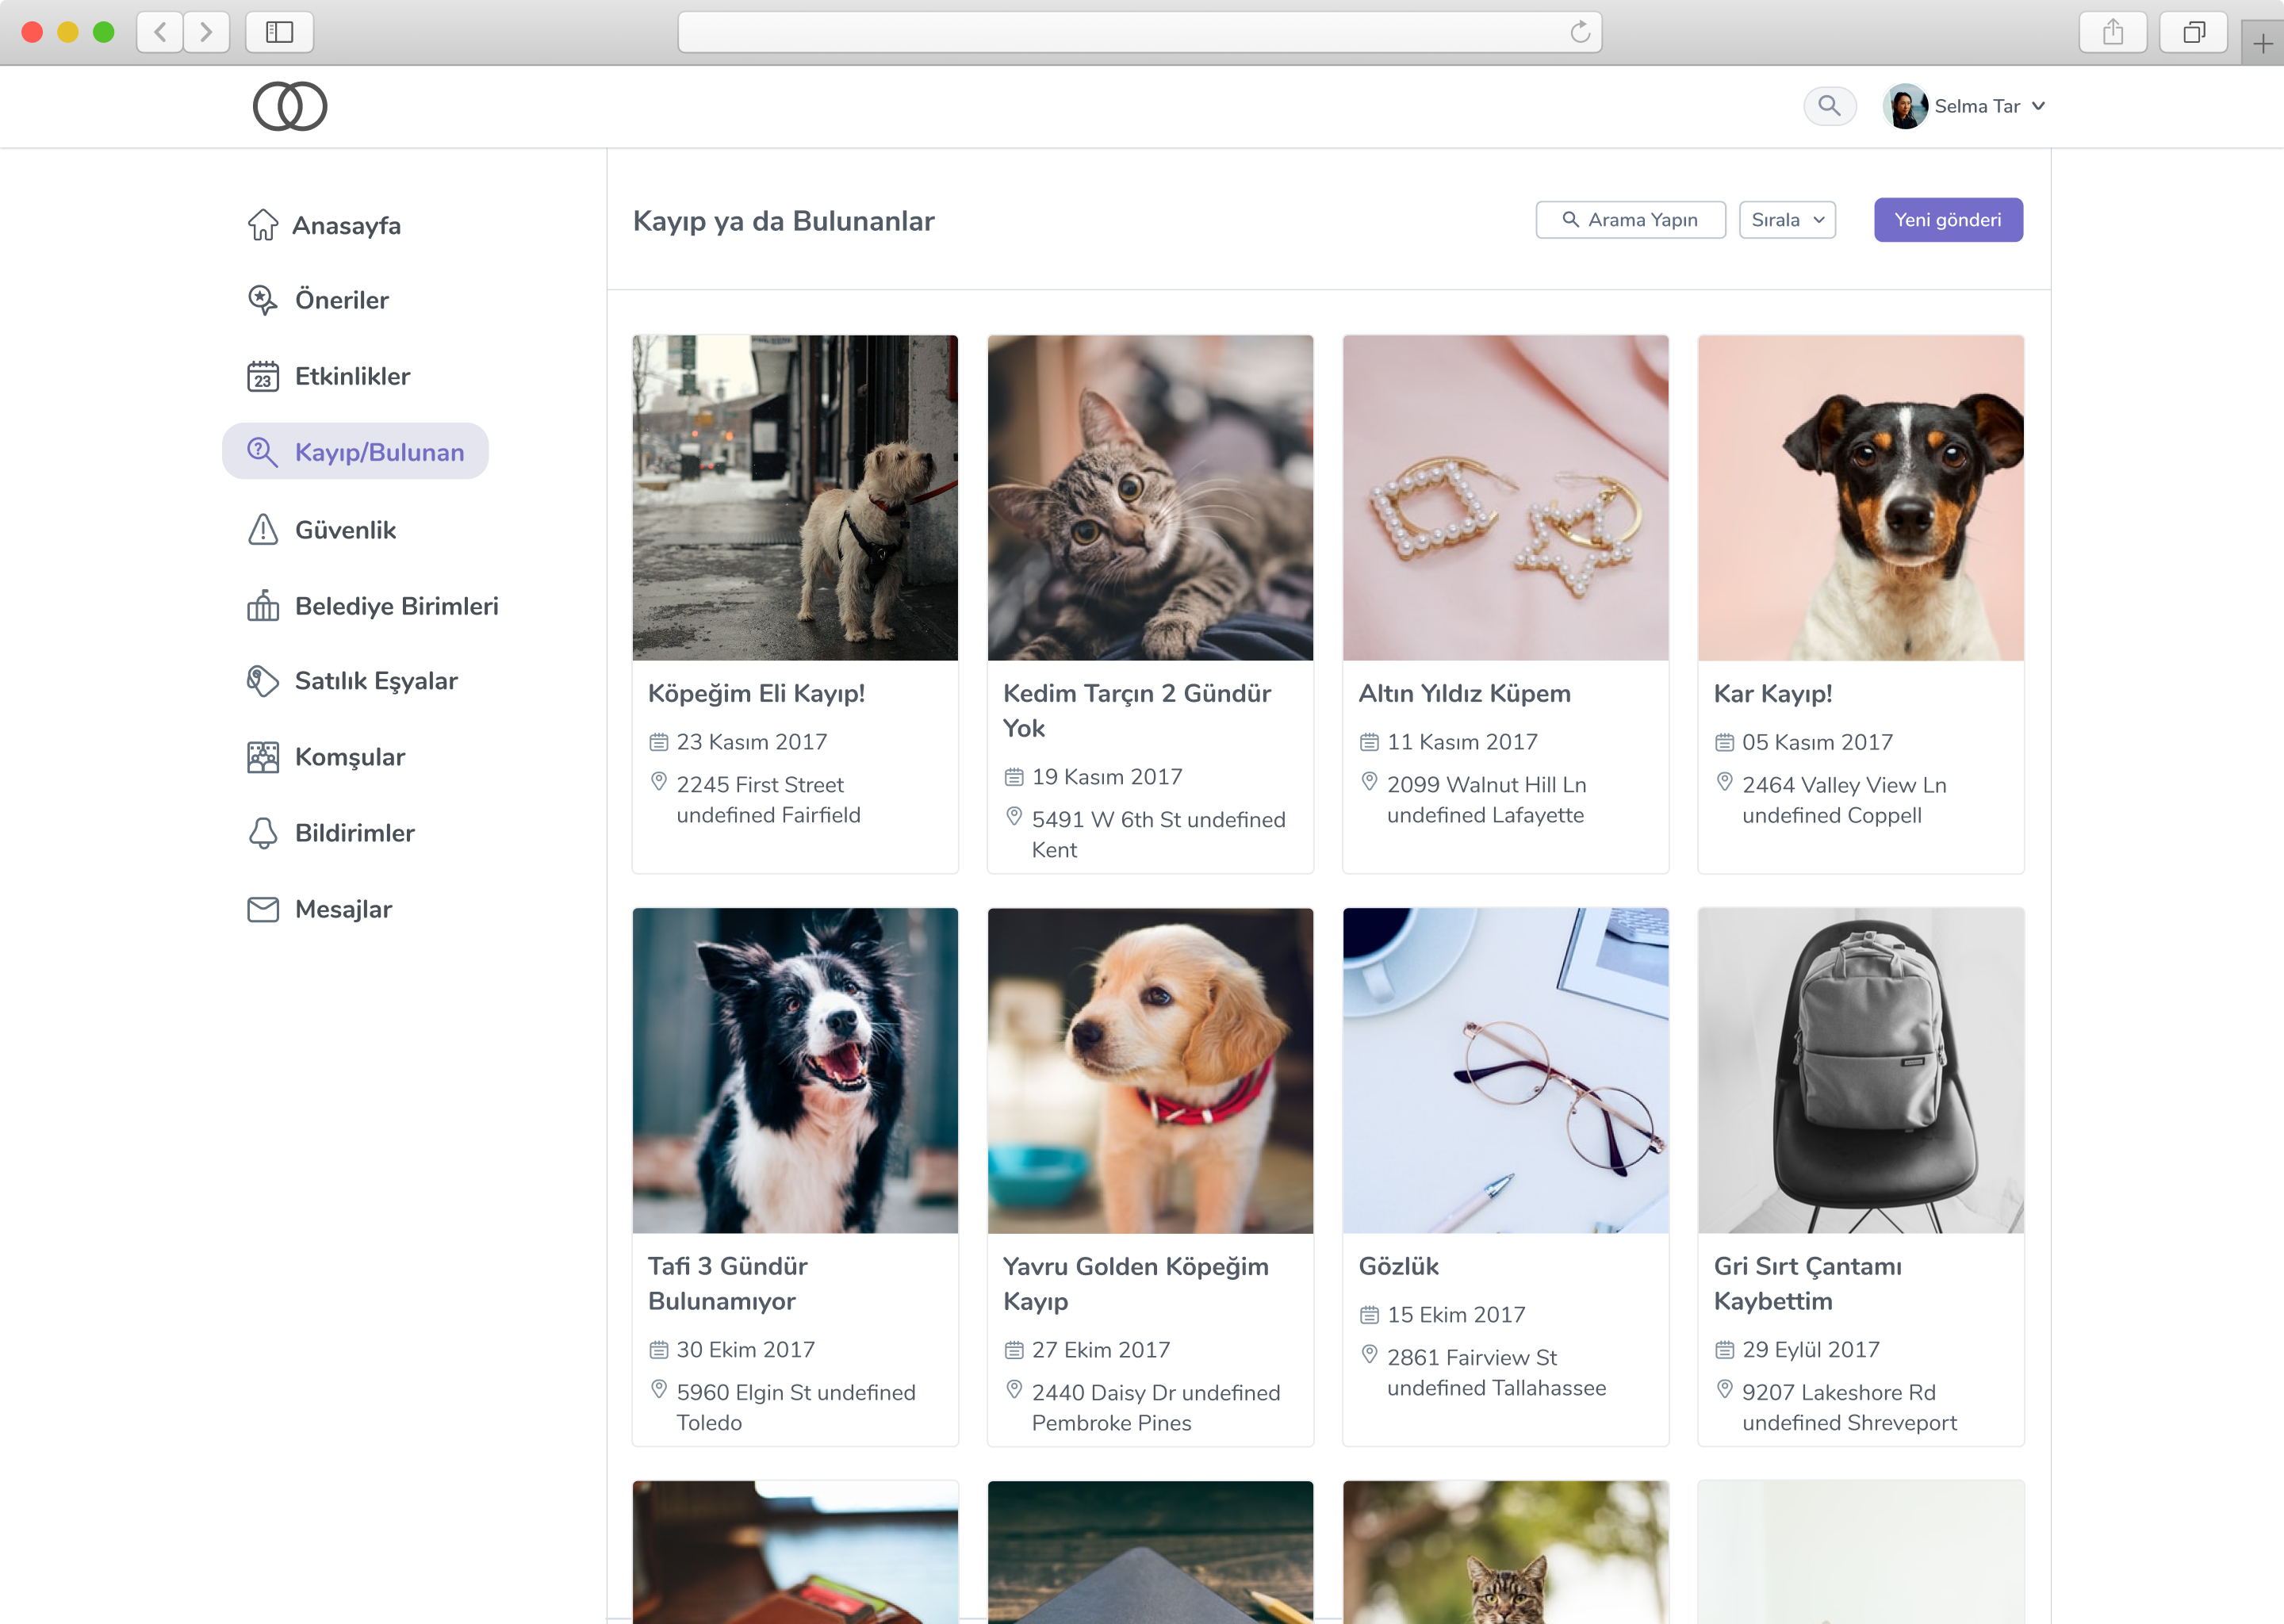 Selma Tar
Anasayfa
Öneriler
23
Etkinlikler
Kayıp/Bulunan
Güvenlik
Belediye Birimleri
Satılık Eşyalar
Komşular
Bildirimler
Mesajlar
Kayıp ya da Bulunanlar
Arama Yapın
Sırala
Yeni gönderi
Köpeğim Eli Kayıp!
23 Kasım 2017
2245 First Street
undefined Fairfield
Kedim Tarçın 2 Gündür
Yok
19 Kasım 2017
5491 W 6th St undefined
Kent
Altın Yıldız Küpem
11 Kasım 2017
2099 Walnut Hill Ln
undefined Lafayette
Kar Kayıp!
05 Kasım 2017
2464 Valley View Ln
undefined Coppell
Tafi 3 Gündür
Bulunamıyor
30 Ekim 2017
5960 Elgin St undefined
Toledo
Yavru Golden Köpeğim
Kayıp
27 Ekim 2017
2440 Daisy Dr undefined
Pembroke Pines
Gözlük
15 Ekim 2017
2861 Fairview St
undefined Tallahassee
Gri Sırt Çantamı
Kaybettim
29 Eylül 2017
9207 Lakeshore Rd
undefined Shreveport